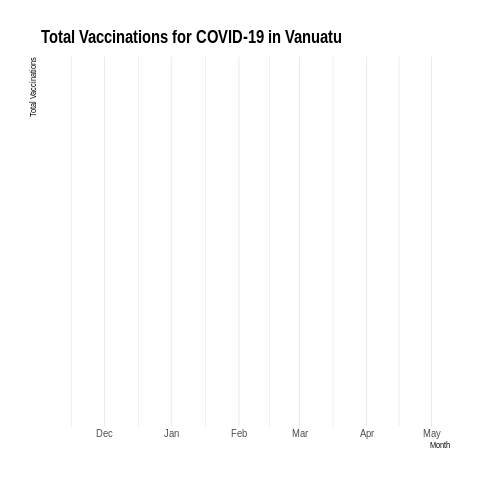 Total Vaccinations for COVID-19 in Vanuatu
Total Vaccinations
Dec Jan Feb Mar Apr May
Month